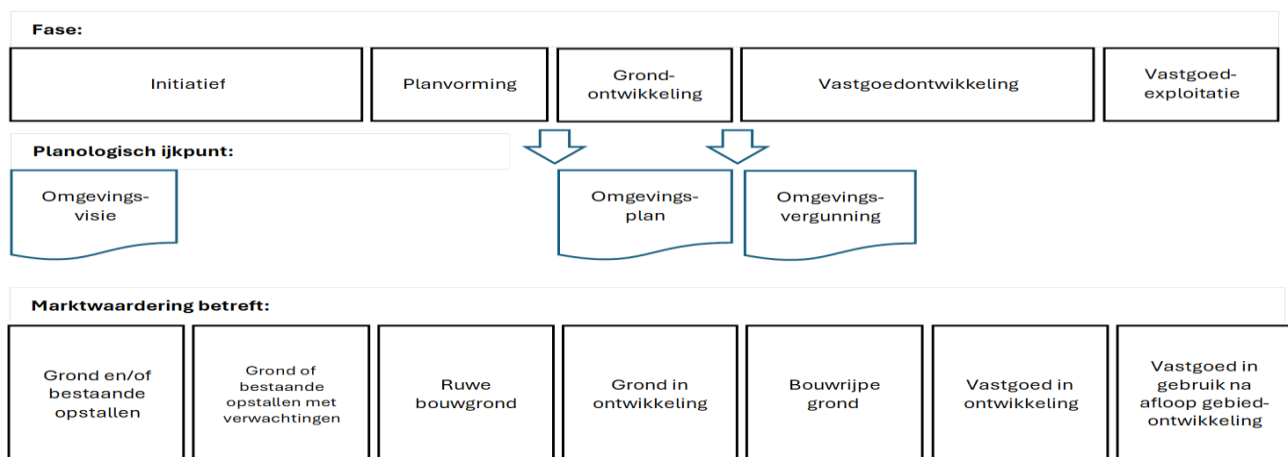 Fase:
Initiatief
Planvorming
Grond-
ontwikkeling
Vastgoedontwikkeling
Vastgoed-
exploitatie
Planologisch ijkpunt:
Omgevings-
visie
Omgevings-
plan
Omgevings-
vergunning
Marktwaardering betreft:
Grond en/of
bestaande
opstallen
Grond of
bestaande
opstallen met
verwachtingen
Ruwe
bouwgrond
Grond in
ontwikkeling
Bouwrijpe
grond
Vastgoed in
ontwikkeling
Vastgoed in
gebruik na
afloop gebied-
ontwikkeling